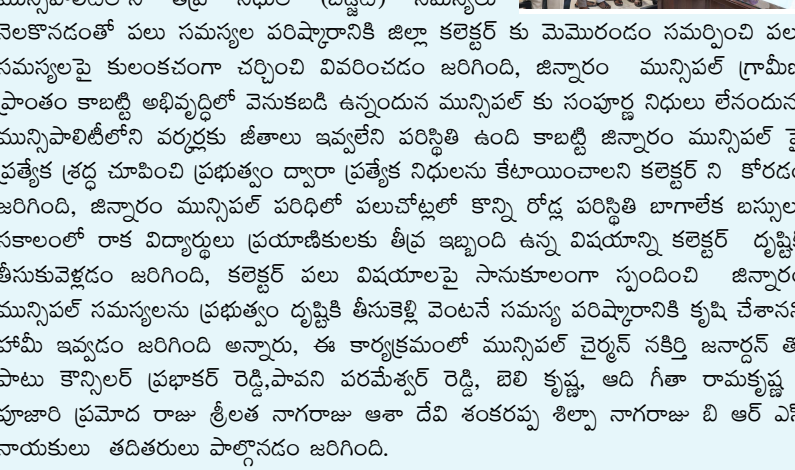 నిధుల (బడ్జెట్) సమస్యలు
నెలకొనడంతో పలు సమస్యల పరిష్కారానికి జిల్లా కలెక్టర్ కు మెమొరండం సమర్పించి పలు
సమస్యలపై కులంకచంగా చర్చించి వివరించడం జరిగింది, జిన్నారం మున్సిపల్ గ్రామీణ
ప్రాంతం కాబట్టి అభివృద్ధిలో వెనుకబడి ఉన్నందున మున్సిపల్ కు సంపూర్ణ నిధులు లేనందున
మున్సిపాలిటీలోని వర్కర్లకు జీతాలు ఇవ్వలేని పరిస్థితి ఉంది కాబట్టి జిన్నారం మున్సిపల్ పై
ప్రత్యేక శ్రద్ధ చూపించి ప్రభుత్వం ద్వారా ప్రత్యేక నిధులను కేటాయించాలని కలెక్టర్ ని కోరడం
జరిగింది, జిన్నారం మున్సిపల్ పరిధిలో పలుచోట్లలో కొన్ని రోడ్ల పరిస్థితి బాగాలేక బస్సులు
సకాలంలో రాక విద్యార్థులు ప్రయాణికులకు తీవ్ర ఇబ్బంది ఉన్న విషయాన్ని కలెక్టర్ దృష్టికి
తీసుకువెళ్లడం జరిగింది, కలెక్టర్ పలు విషయాలపై సానుకూలంగా స్పందించి జిన్నారం
మున్సిపల్ సమస్యలను ప్రభుత్వం దృష్టికి తీసుకెళ్లి వెంటనే సమస్య పరిష్కారానికి కృషి చేశానని
హామీ ఇవ్వడం జరిగింది అన్నారు, ఈ కార్యక్రమంలో మున్సిపల్ చైర్మన్ నకిర్తి జనార్దన్ తో
పాటు కౌన్సిలర్ ప్రభాకర్ రెడ్డి,పావని పరమేశ్వర్ రెడ్డి, బెలి కృష్ణ, ఆది గీతా రామకృష్ణ
పూజారి ప్రమోద రాజు శ్రీలత నాగరాజు ఆశా దేవి శంకరప్ప శిల్పా నాగరాజు బి ఆర్ ఎస్
నాయకులు తదితరులు పాల్గొనడం జరిగింది.